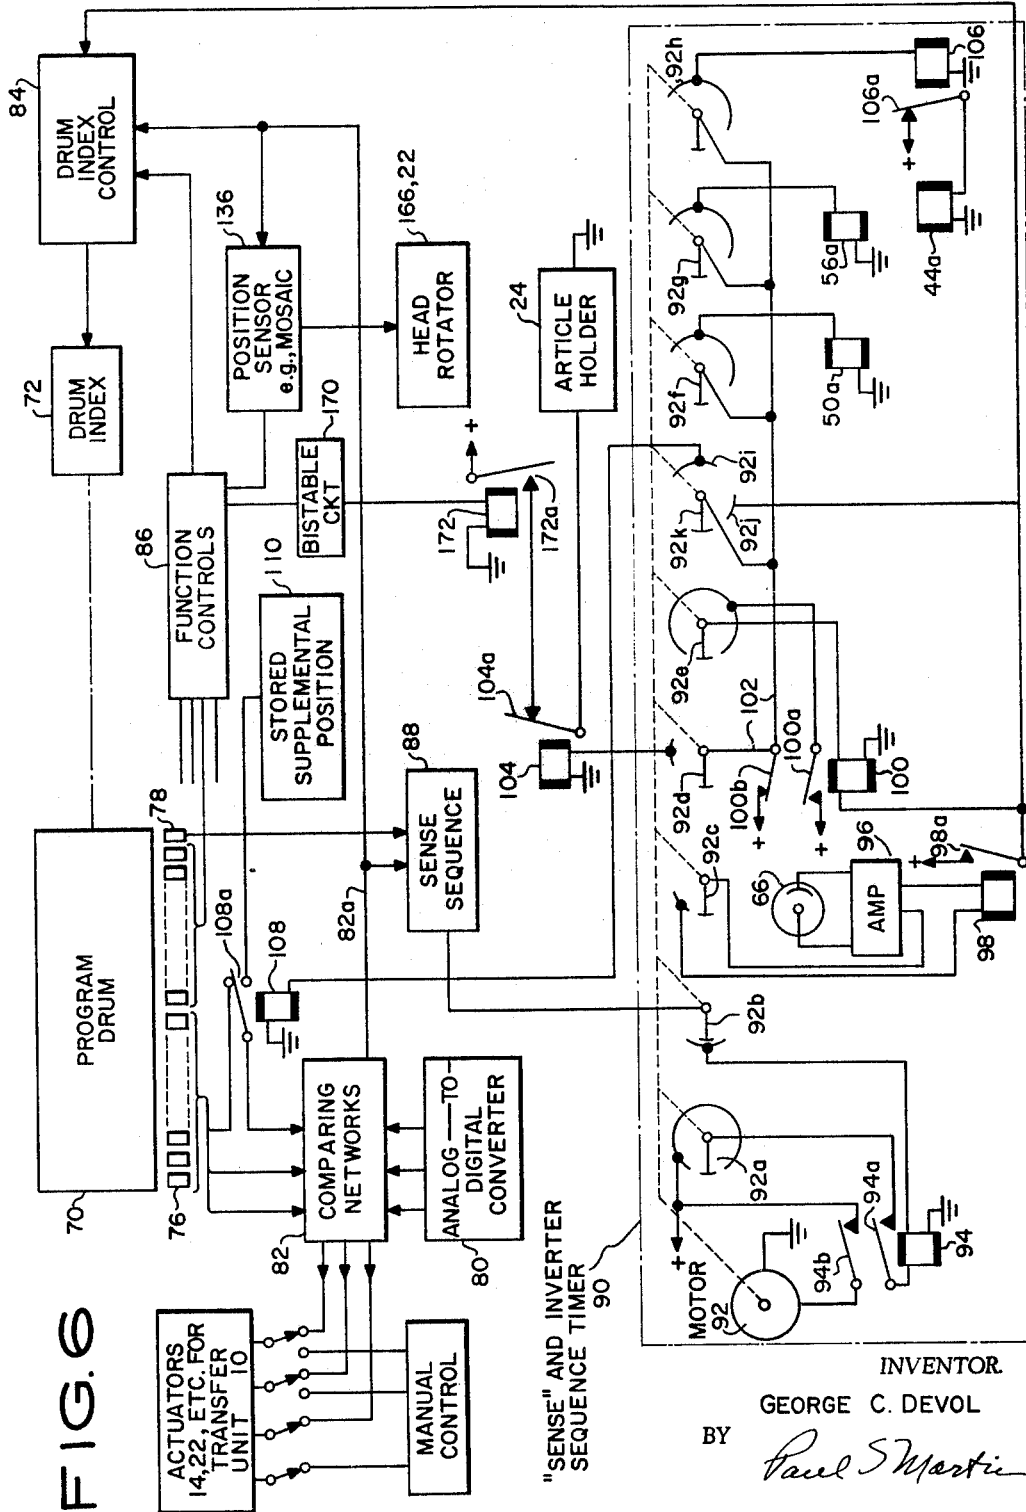 FIG.6
84
DRUM
INDEX
CONTROL
72
DRUM
INDEX
136
POSITION
SENSOR
e.g., MOSAIC
166,22
HEAD
ROTATOR
86
FUNCTION
CONTROLS
170
BISTABLE
CKT
110
STORED
SUPPLEMENTAL
POSITION
172
+
172a
24
ARTICLE
HOLDER
104a
104
70
PROGRAM
DRUM
76
78
108a
108
82a
88
SENSE
SEQUENCE
82
COMPARING
NETWORKS
80
ANALOG—TO-
DIGITAL
CONVERTER
ACTUATORS
14,22, ETC. FOR
TRANSFER
UNIT 10
MANUAL
CONTROL
"SENSE" AND INVERTER
SEQUENCE TIMER
90
MOTOR
92
+
92a
94b
94a
94
92b
92c
66
AMP
96
98
98a
+
92d
100b
+
100a
+
100
102
92e
92k
92j
92i
92f
50a
92g
56a
92h
106
106a
+
44a
INVENTOR.
GEORGE C. DEVOL
BY
Paul S Martin